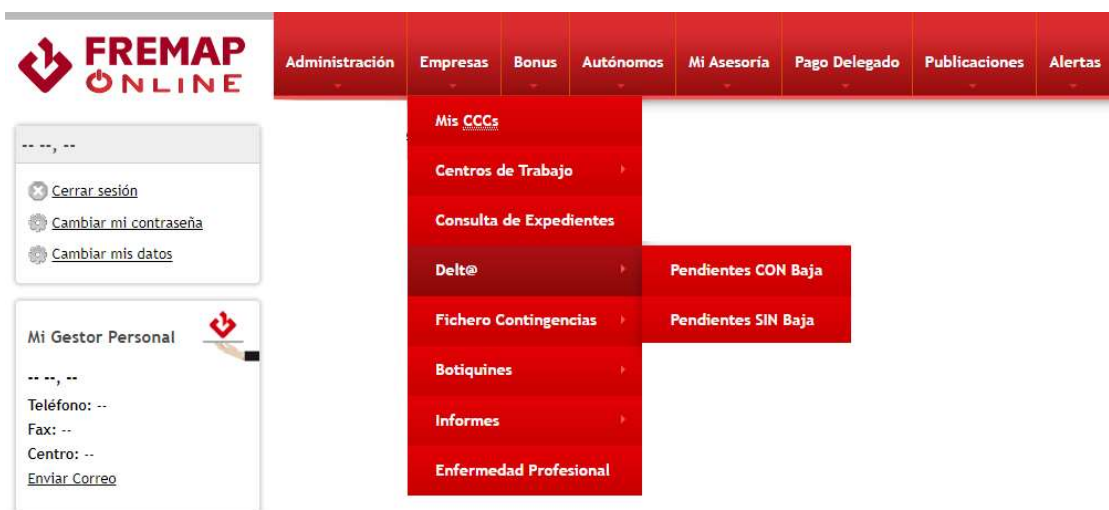 FREMAP
ONLINE
Administración Empresas Bonus Autónomos Mi Asesoría Pago Delegado Publicaciones Alertas
-- --, --
Cerrar sesión
Cambiar mi contraseña
Cambiar mis datos
Mi Gestor Personal
-- --, --
Teléfono: --
Fax: --
Centro: --
Enviar Correo
Mis CCCs
Centros de Trabajo
Consulta de Expedientes
Delt@
Fichero Contingencias
Botiquines
Informes
Enfermedad Profesional
Pendientes CON Baja
Pendientes SIN Baja